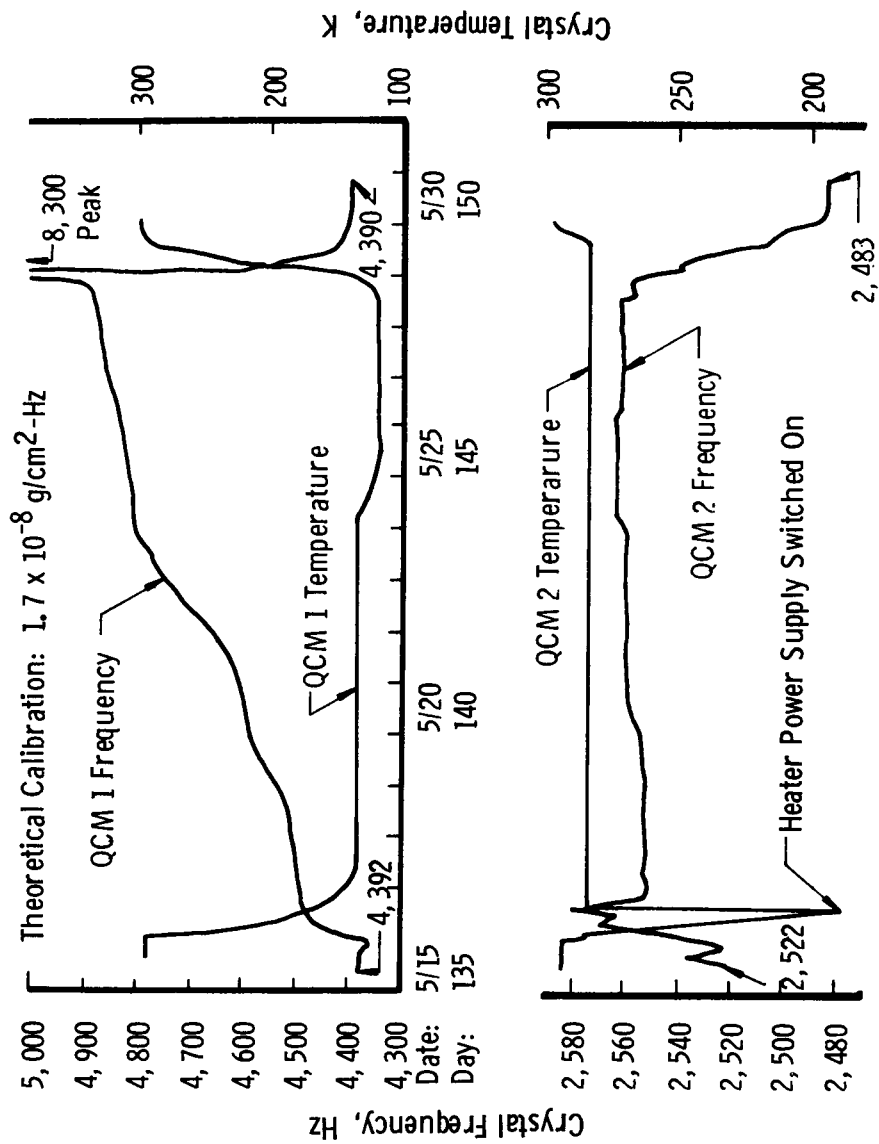 Theoretical Calibration: 1.7 x 10⁻⁸ g/cm²-Hz
8,300
Peak
5,000
4,900
4,800
4,700
4,600
4,500
4,400
4,300
300
200
100
QCM 1 Frequency
QCM 1 Temperature
4,392
4,390
Date: 5/15 5/20 5/25 5/30
Day: 135 140 145 150
Crystal Frequency, Hz
Crystal Temperature, K
2,580
2,560
2,540
2,520
2,500
2,480
300
250
200
QCM 2 Temperarure
QCM 2 Frequency
Heater Power Supply Switched On
2,522
2,483